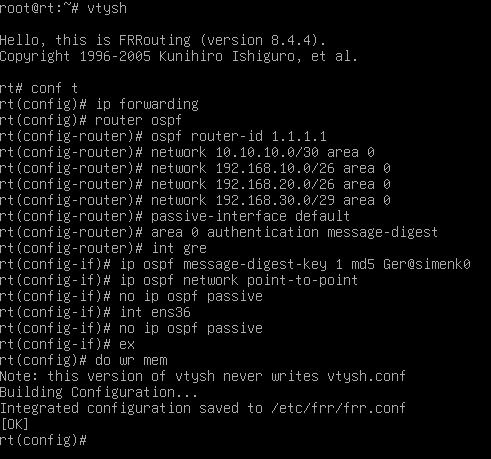 root@rt:~# vtysh
Hello, this is FRRouting (version 8.4.4).
Copyright 1996-2005 Kunihiro Ishiguro, et al.
rt# conf t
rt(config)# ip forwarding
rt(config)# router ospf
rt(config-router)# ospf router-id 1.1.1.1
rt(config-router)# network 10.10.10.0/30 area 0
rt(config-router)# network 192.168.10.0/26 area 0
rt(config-router)# network 192.168.20.0/26 area 0
rt(config-router)# network 192.168.30.0/29 area 0
rt(config-router)# passive-interface default
rt(config-router)# area 0 authentication message-digest
rt(config-router)# int gre
rt(config-if)# ip ospf message-digest-key 1 md5 Ger@simenk0
rt(config-if)# ip ospf network point-to-point
rt(config-if)# no ip ospf passive
rt(config-if)# int ens36
rt(config-if)# no ip ospf passive
rt(config-if)# ex
rt(config)# do wr mem
Note: this version of vtysh never writes vtysh.conf
Building Configuration...
Integrated configuration saved to /etc/frr/frr.conf
[OK]
rt(config)#